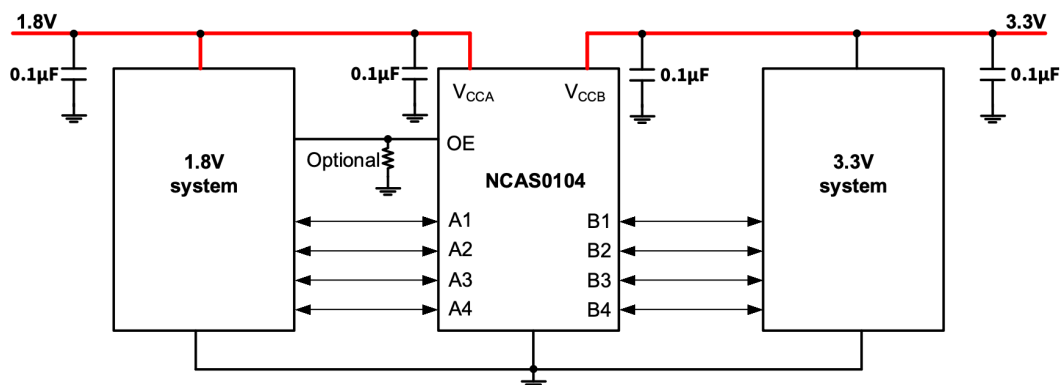 1.8V
3.3V
0.1µF
0.1µF
0.1µF
0.1µF
VCCA
VCCB
OE
Optional
1.8V
system
NCAS0104
3.3V
system
A1
B1
A2
B2
A3
B3
A4
B4